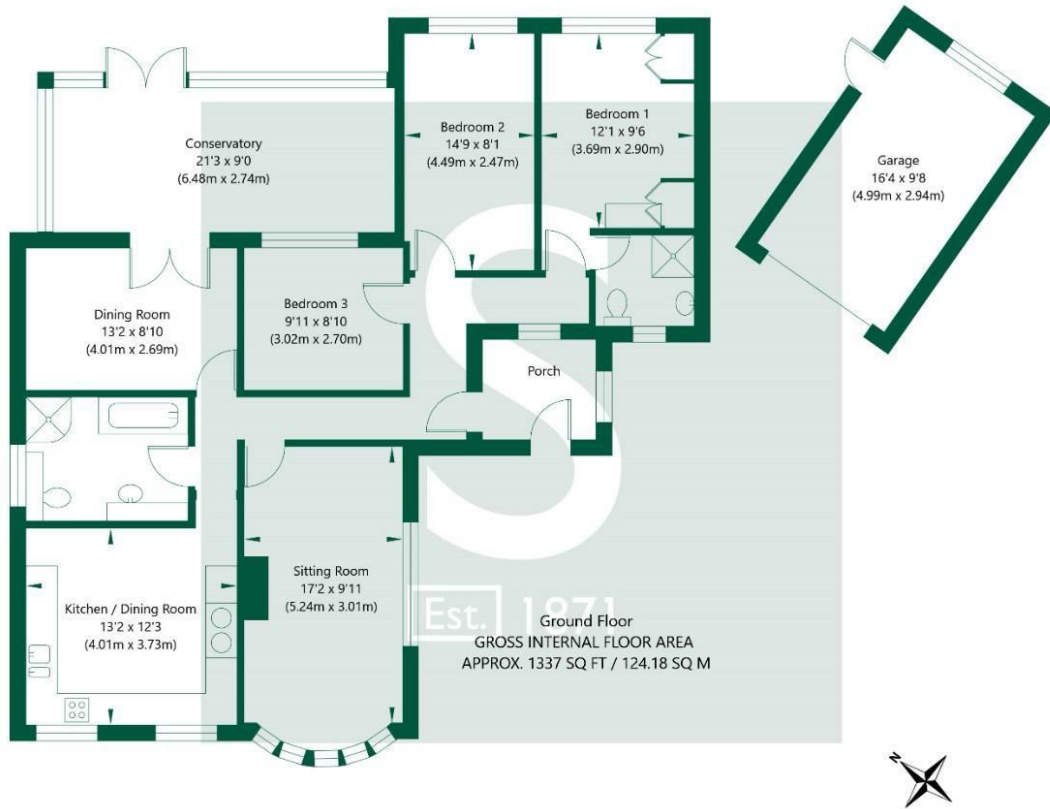 Conservatory
21'3 x 9'0
(6.48m x 2.74m)
Bedroom 2
14'9 x 8'1
(4.49m x 2.47m)
Bedroom 1
12'1 x 9'6
(3.69m x 2.90m)
Garage
16'4 x 9'8
(4.99m x 2.94m)
Dining Room
13'2 x 8'10
(4.01m x 2.69m)
Bedroom 3
9'11 x 8'10
(3.02m x 2.70m)
Porch
S
Kitchen / Dining Room
13'2 x 12'3
(4.01m x 3.73m)
Sitting Room
17'2 x 9'11
(5.24m x 3.01m)
Est. 1871
Ground Floor
GROSS INTERNAL FLOOR AREA
APPROX. 1337 SQ FT / 124.18 SQ M
N